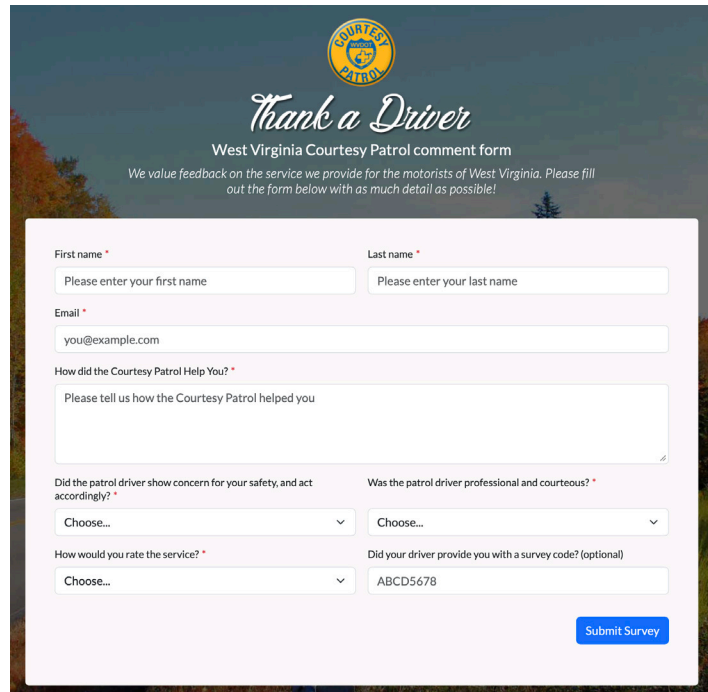 COURTESY
WVDOT
PATROL
Thank a Driver
West Virginia Courtesy Patrol comment form
We value feedback on the service we provide for the motorists of West Virginia. Please fill
out the form below with as much detail as possible!
First name *
Last name *
Please enter your first name
Please enter your last name
Email *
you@example.com
How did the Courtesy Patrol Help You? *
Please tell us how the Courtesy Patrol helped you
Did the patrol driver show concern for your safety, and act
accordingly? *
Was the patrol driver professional and courteous? *
Choose...
Choose...
How would you rate the service? *
Did your driver provide you with a survey code? (optional)
Choose...
ABCD5678
Submit Survey